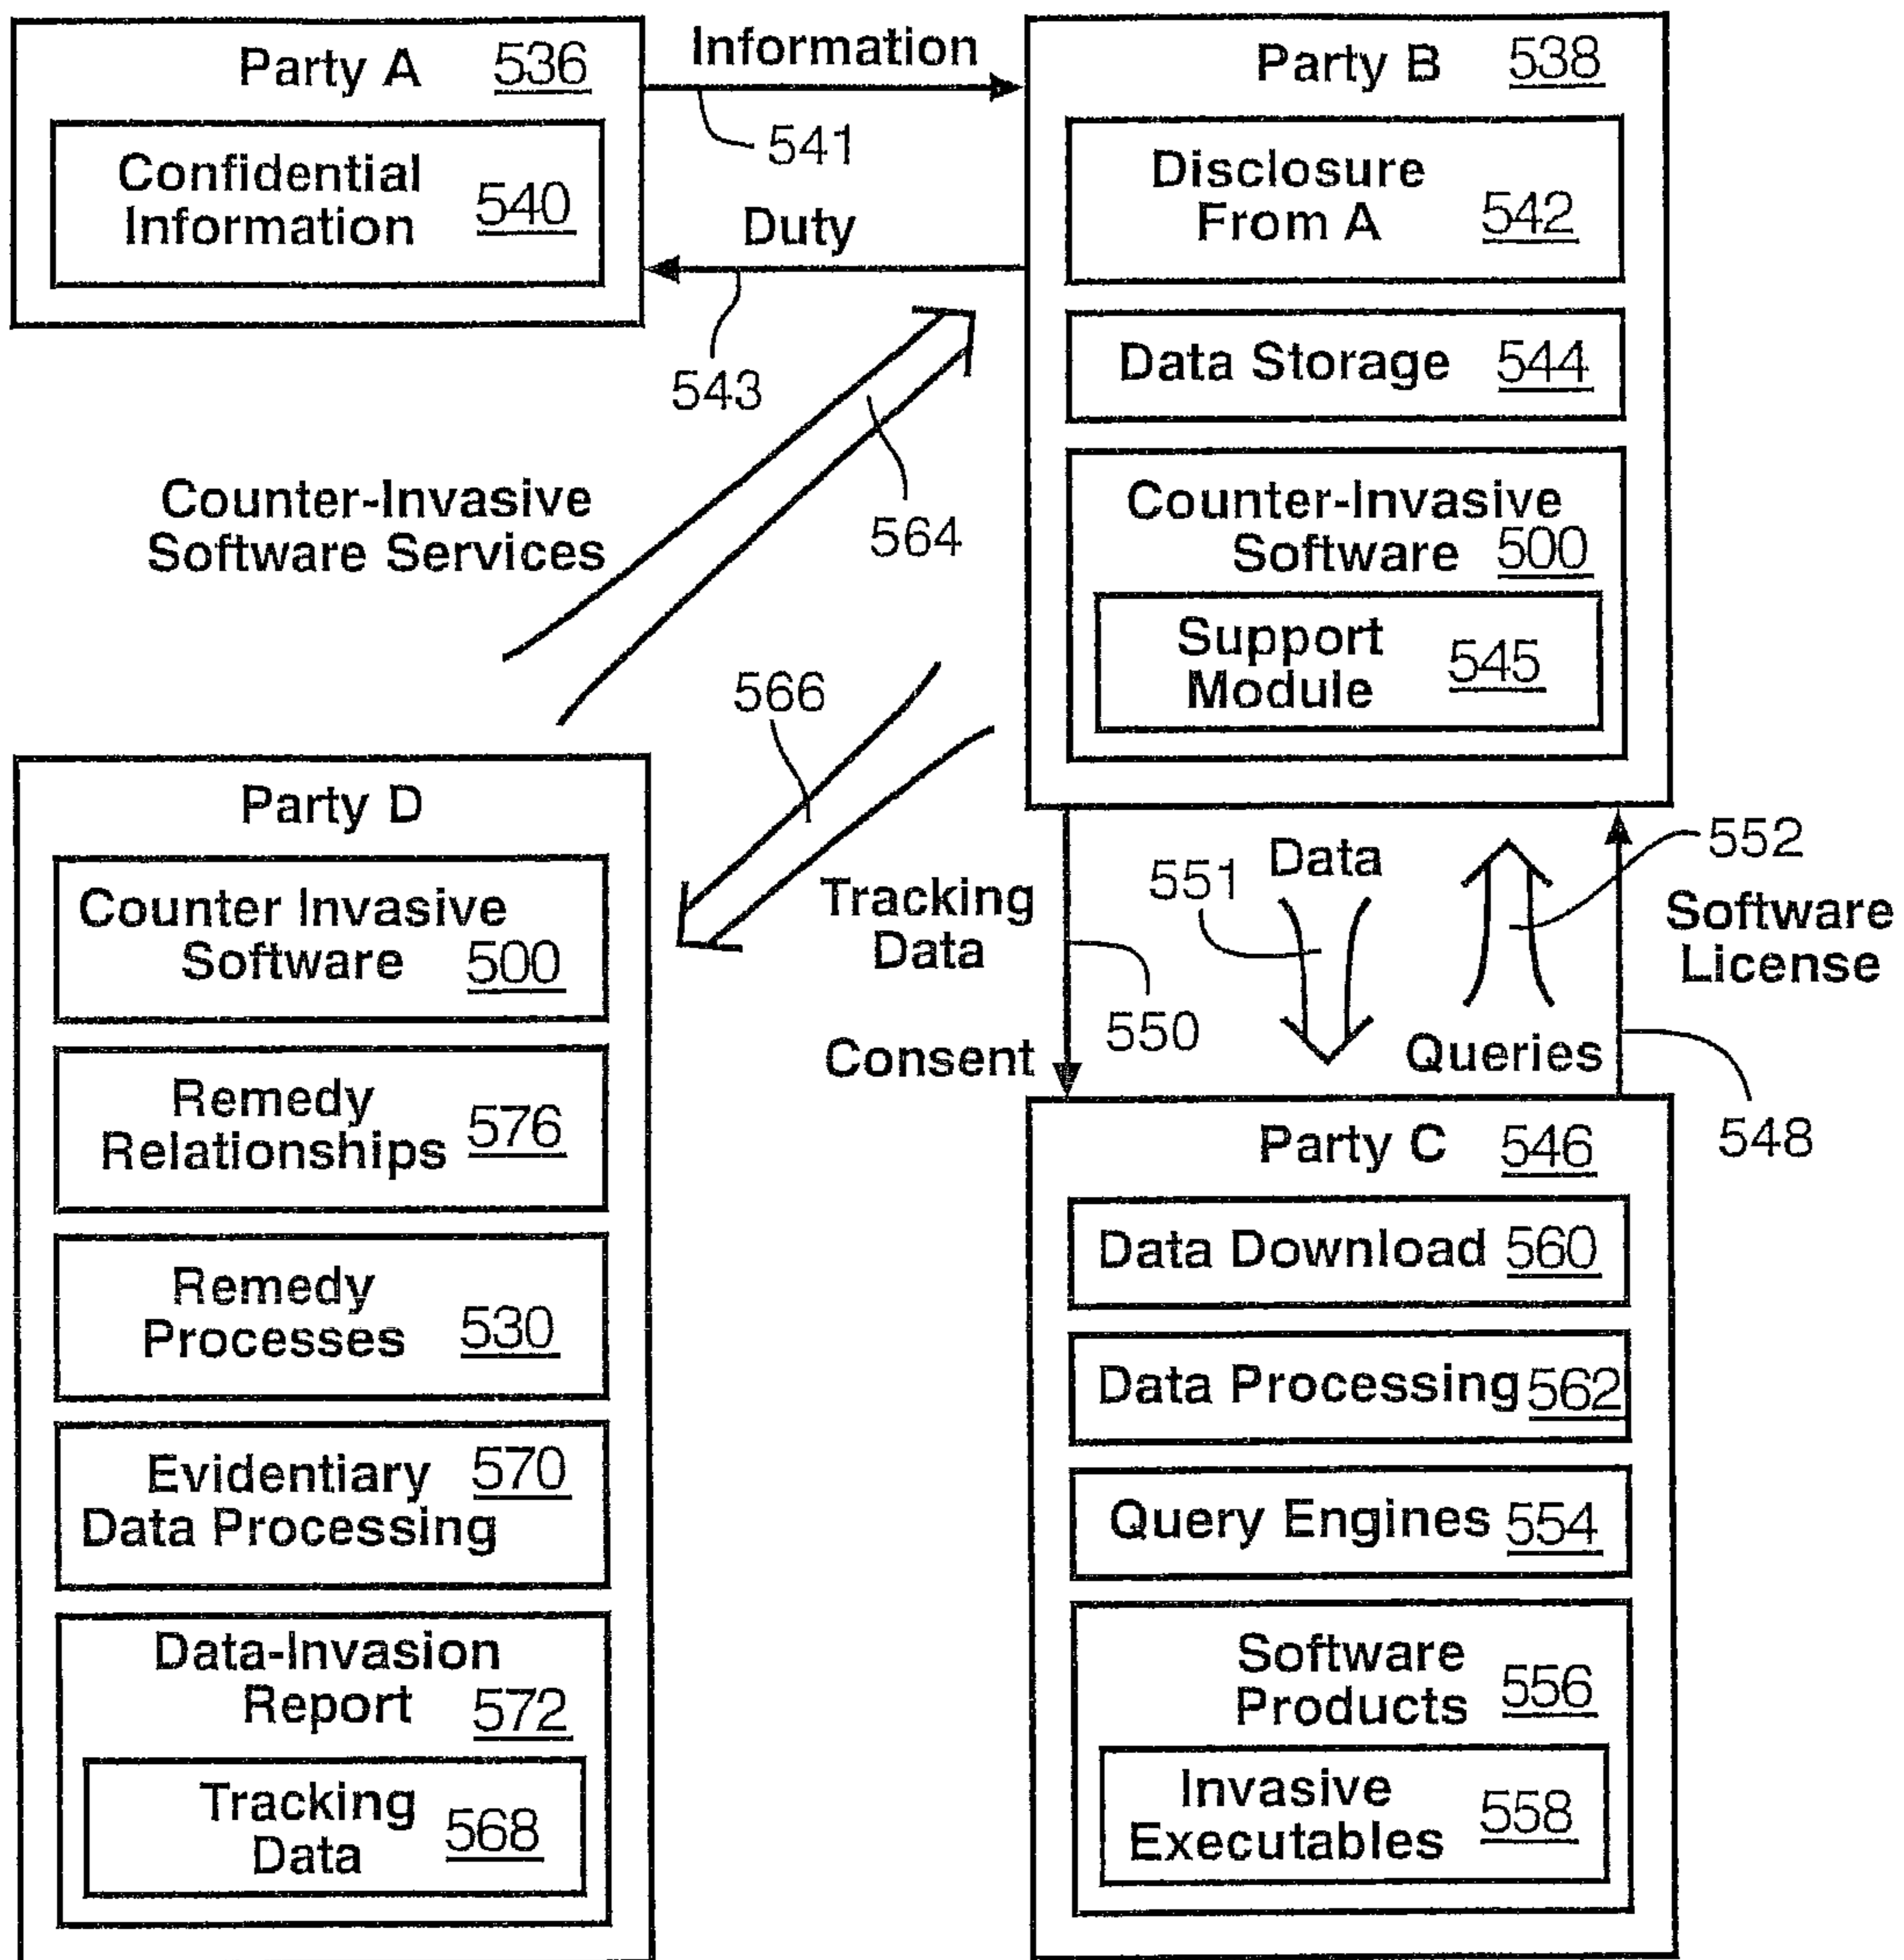 Party A 536
Confidential
Information 540
Information
541
Duty
543
Party B 538
Disclosure
From A 542
Data Storage 544
Counter-Invasive
Software 500
Support
Module 545
Counter-Invasive
Software Services
564
566
Tracking
Data
Consent
550
551
Data
552
Queries
Software
License
548
Party D
Counter Invasive
Software 500
Remedy
Relationships 576
Remedy
Processes 530
Evidentiary 570
Data Processing
Data-Invasion
Report 572
Tracking
Data 568
Party C 546
Data Download 560
Data Processing 562
Query Engines 554
Software
Products 556
Invasive
Executables 558